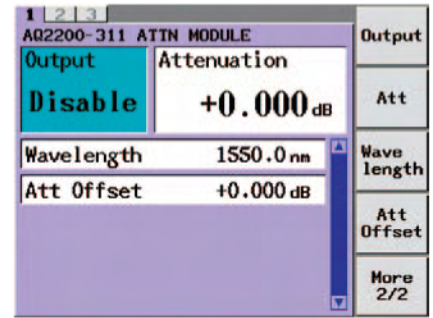 1 2 3
AQ2200-311 ATTN MODULE
Output Attenuation
Disable +0.000 dB
Wavelength 1550.0 nm
Att Offset +0.000 dB
Output
Att
Wave
length
Att
Offset
More
2/2